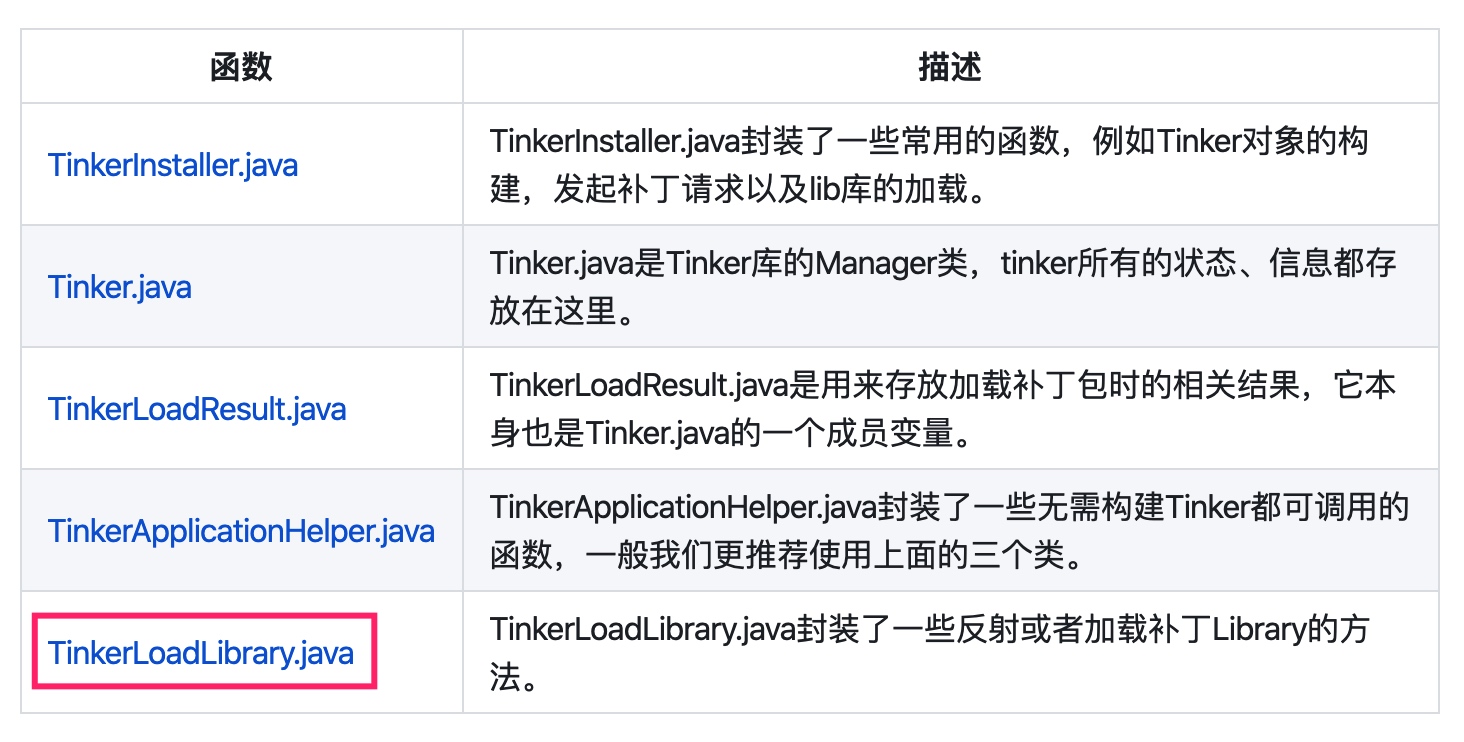 函数
描述
TinkerInstaller.java
TinkerInstaller.java封装了一些常用的函数，例如Tinker对象的构
建，发起补丁请求以及lib库的加载。
Tinker.java
Tinker.java是Tinker库的Manager类，tinker所有的状态、信息都存
放在这里。
TinkerLoadResult.java
TinkerLoadResult.java是用来存放加载补丁包时的相关结果，它本
身也是Tinker.java的一个成员变量。
TinkerApplicationHelper.java
TinkerApplicationHelper.java封装了一些无需构建Tinker都可调用的
函数，一般我们更推荐使用上面的三个类。
TinkerLoadLibrary.java
TinkerLoadLibrary.java封装了一些反射或者加载补丁Library的方
法。